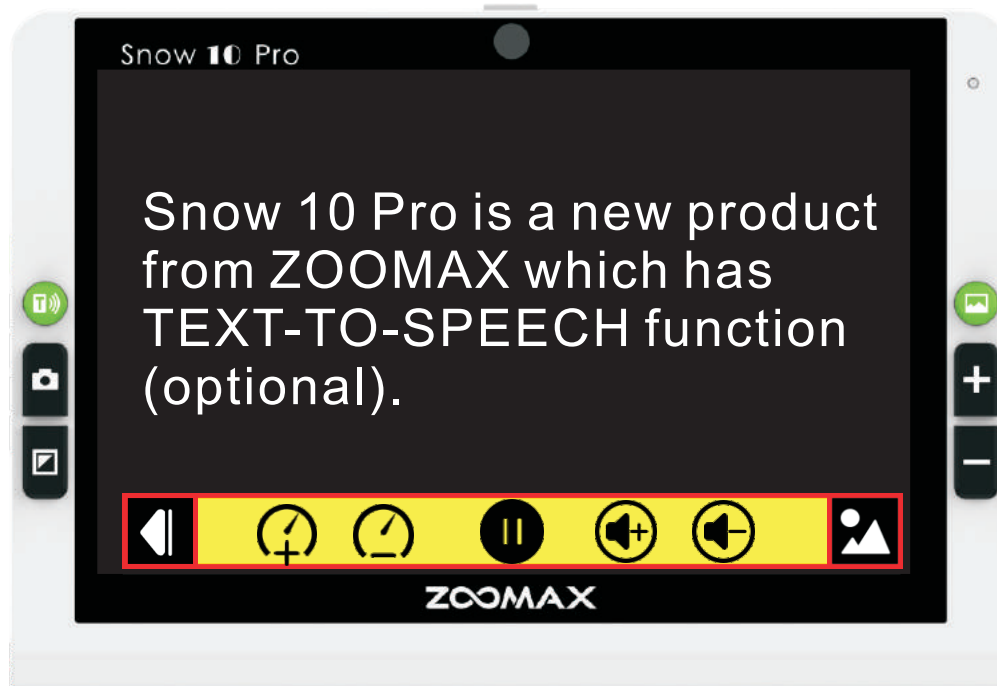 Snow 10 Pro
Snow 10 Pro is a new product
from ZOOMAX which has
TEXT-TO-SPEECH function
(optional).
T
ZOOMAX